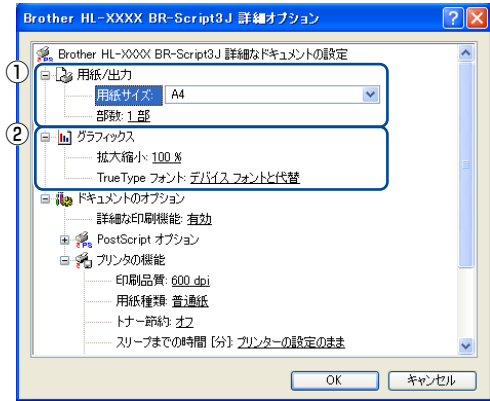 Brother HL-XXXX BR-Script3J 詳細オプション
Brother HL-XXXX BR-Script3J 詳細なドキュメントの設定
① 用紙/出力
用紙サイズ: A4
部数: 1 部
② グラフィックス
拡大縮小: 100 %
TrueType フォント: デバイス フォントと代替
ドキュメントのオプション
詳細な印刷機能: 有効
PostScript オプション
プリンタの機能
印刷品質: 600 dpi
用紙種類: 普通紙
トナー節約: オフ
スリープまでの時間 [分]: プリンターの設定のまま
OK キャンセル